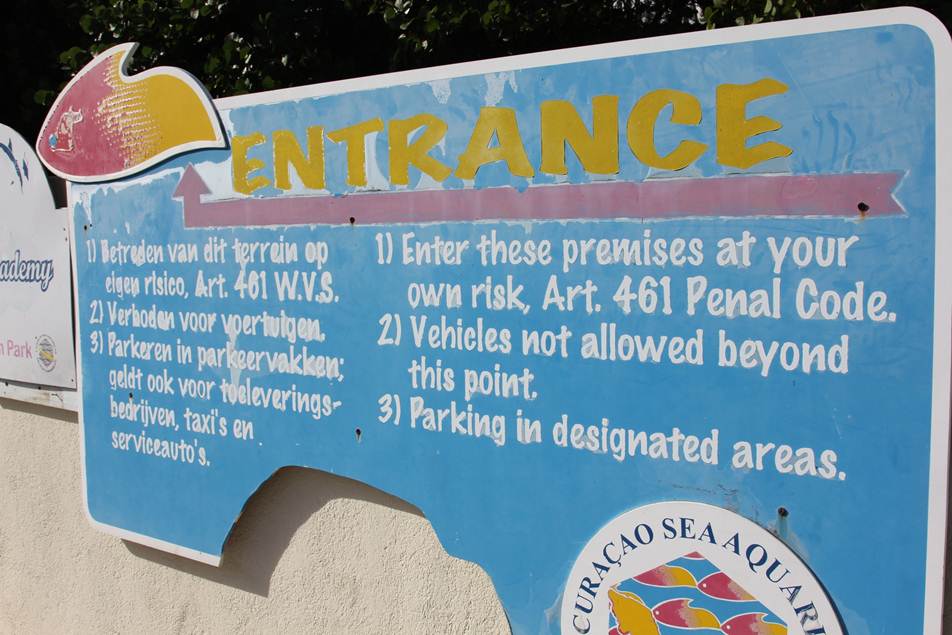 ENTRANCE
1) Betreden van dit terrein op
eigen risico, Art. 461 W.V.S.
2) Verboden voor voertuigen.
3) Parkeren in parkeervakken;
geldt ook voor toeleverings-
bedrijven, taxi's en
serviceauto's.
1) Enter these premises at your
own risk, Art. 461 Penal Code.
2) Vehicles not allowed beyond
this point.
3) Parking in designated areas.
ademy
n Park
CURAÇAO SEA AQUARI